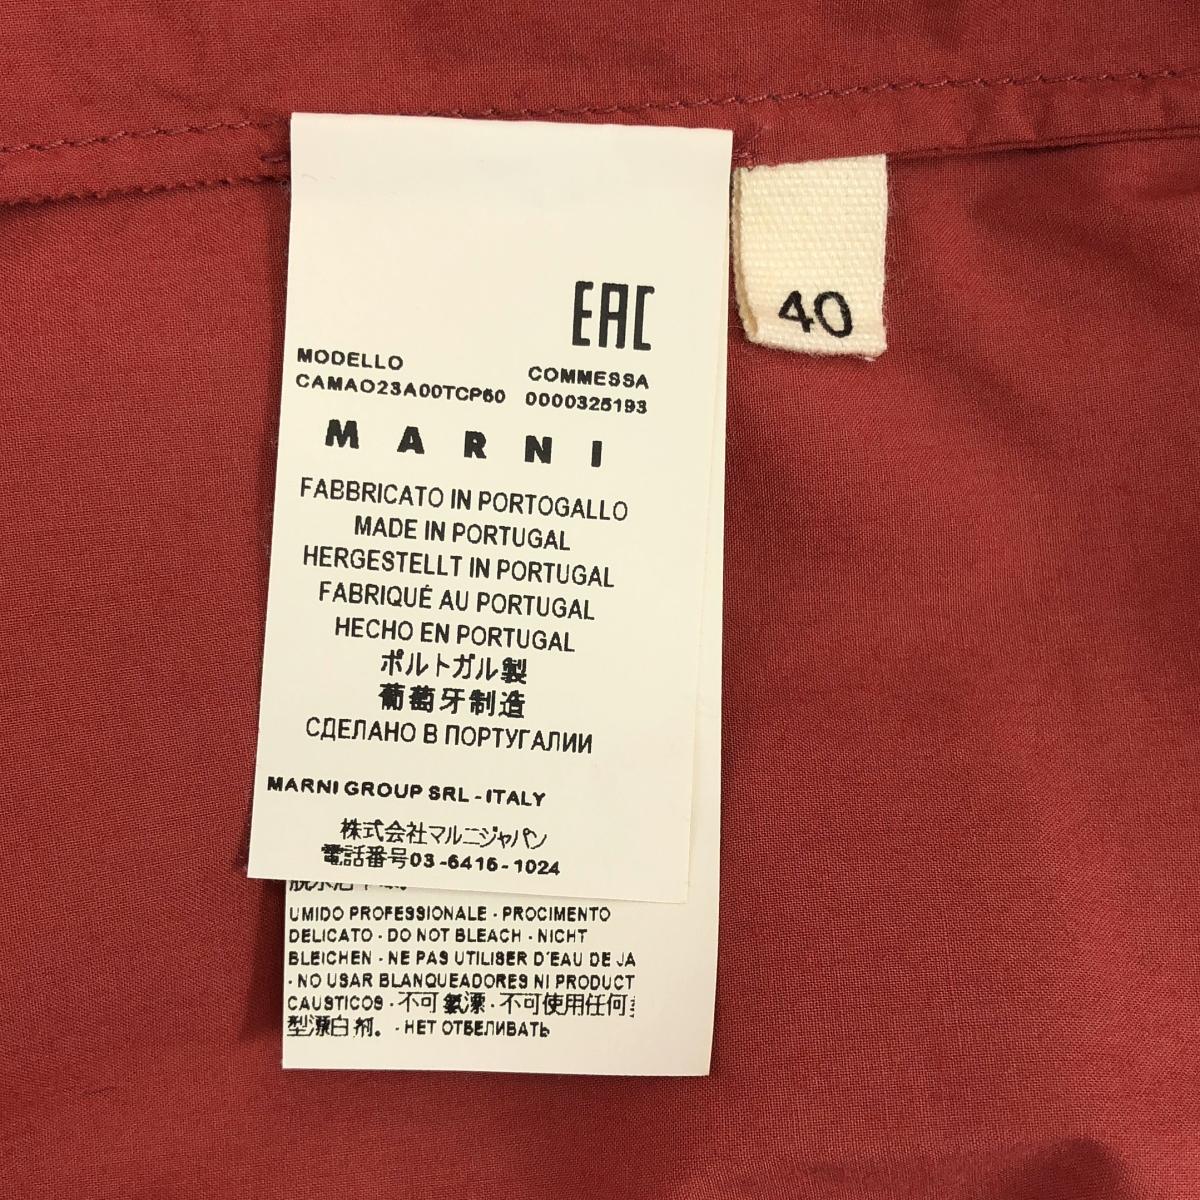 EAC
40
MODELLO COMMESSA
CAMAO23A00TCP60 0000325193
MARNI
FABBRICATO IN PORTOGALLO
MADE IN PORTUGAL
HERGESTELLT IN PORTUGAL
FABRIQUÉ AU PORTUGAL
HECHO EN PORTUGAL
ポルトガル製
葡萄牙制造
СДЕЛАНО В ПОРТУГАЛИИ
MARNI GROUP SRL - ITALY
株式会社マルニジャパン
電話番号03-6416-1024
UMIDO PROFESSIONALE - PROCIMENTO
DELICATO - DO NOT BLEACH - NICHT
BLEICHEN - NE PAS UTILISER D'EAU DE JA
- NO USAR BLANQUEADORES NI PRODUCT
CAUSTICOS - 不可氯漂 - 不可使用任何
型漂白剂。 - НЕТ ОТБЕЛИВАТЬ